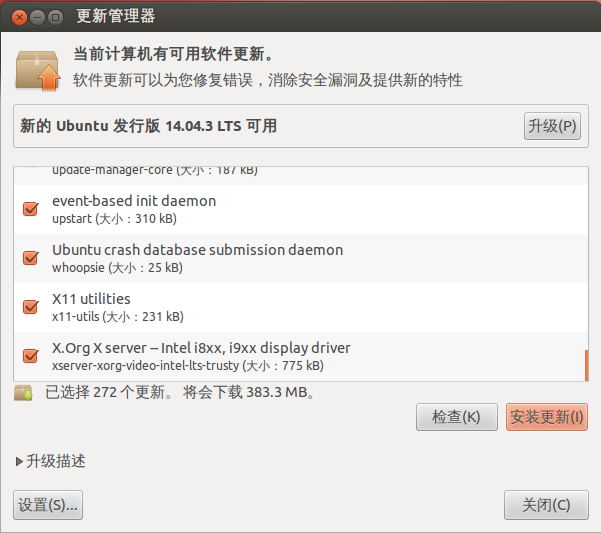 更新管理器
当前计算机有可用软件更新。
软件更新可以为您修复错误，消除安全漏洞及提供新的特性
新的 Ubuntu 发行版 14.04.3 LTS 可用
升级(P)
update-manager-core (大小：187 kB)
event-based init daemon
upstart (大小：310 kB)
Ubuntu crash database submission daemon
whoopsie (大小：25 kB)
X11 utilities
x11-utils (大小：231 kB)
X.Org X server -- Intel i8xx, i9xx display driver
xserver-xorg-video-intel-lts-trusty (大小：775 kB)
已选择 272 个更新。 将会下载 383.3 MB。
检查(K)
安装更新(I)
升级描述
设置(S)...
关闭(C)